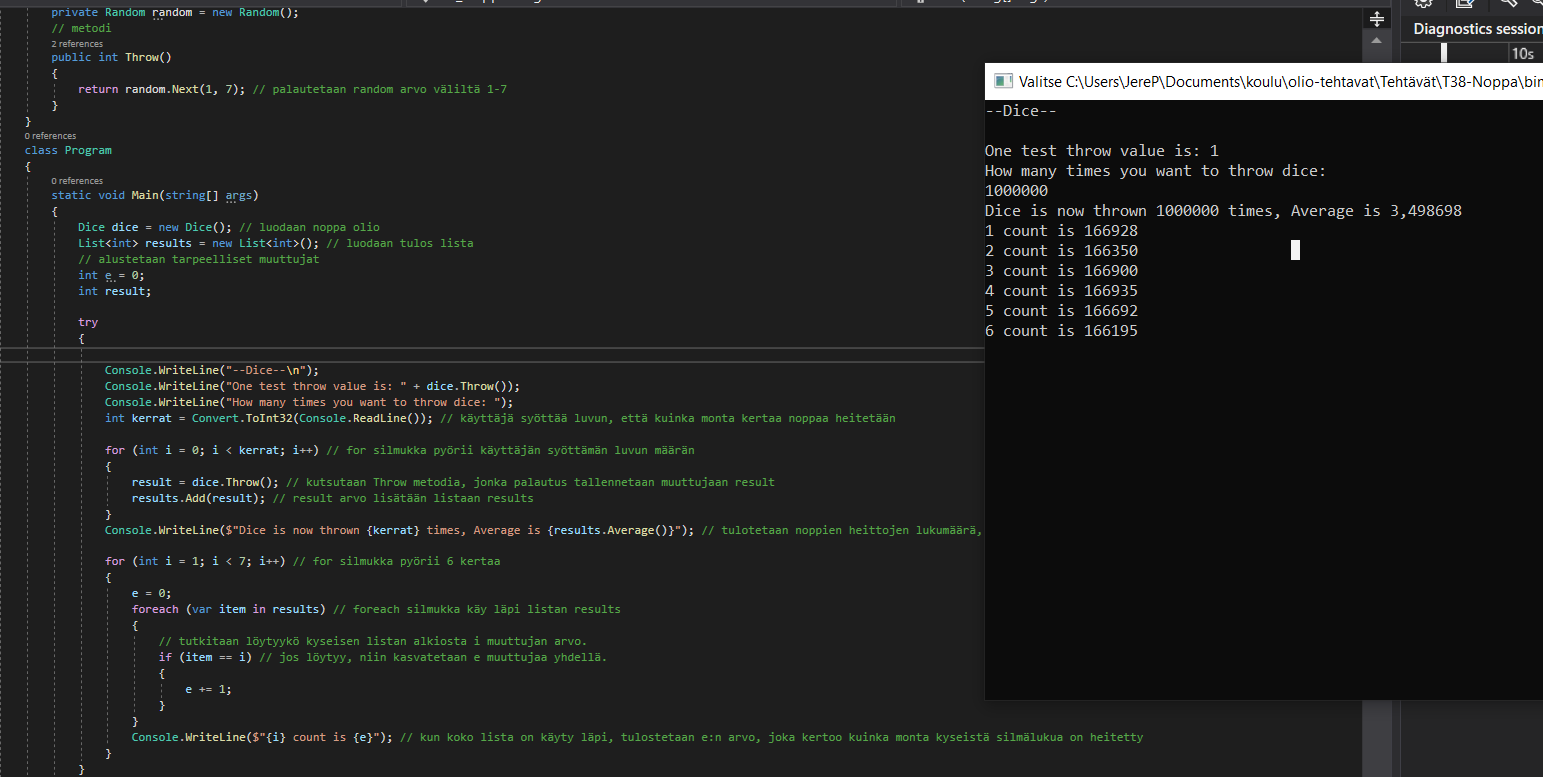 private Random random = new Random();
// metodi
2 references
public int Throw()
{
return random.Next(1, 7); // palautetaan random arvo väliltä 1-7
}
}
0 references
class Program
{
0 references
static void Main(string[] args)
{
Dice dice = new Dice(); // luodaan noppa olio
List<int> results = new List<int>(); // luodaan tulos lista
// alustetaan tarpeelliset muuttujat
int e = 0;
int result;
try
{
Console.WriteLine("--Dice--\n");
Console.WriteLine("One test throw value is: " + dice.Throw());
Console.WriteLine("How many times you want to throw dice: ");
int kerrat = Convert.ToInt32(Console.ReadLine()); // käyttäjä syöttää luvun, että kuinka monta kertaa noppaa heitetään
for (int i = 0; i < kerrat; i++) // for silmukka pyörii käyttäjän syöttämän luvun määrän
{
result = dice.Throw(); // kutsutaan Throw metodia, jonka palautus tallennetaan muuttujaan result
results.Add(result); // result arvo lisätään listaan results
}
Console.WriteLine($"Dice is now thrown {kerrat} times, Average is {results.Average()}"); // tulotetaan noppien heittojen lukumäärä,
for (int i = 1; i < 7; i++) // for silmukka pyörii 6 kertaa
{
e = 0;
foreach (var item in results) // foreach silmukka käy läpi listan results
{
// tutkitaan löytyykö kyseisen listan alkiosta i muuttujan arvo.
if (item == i) // jos löytyy, niin kasvatetaan e muuttujaa yhdellä.
{
e += 1;
}
}
Console.WriteLine($"{i} count is {e}"); // kun koko lista on käyty läpi, tulostetaan e:n arvo, joka kertoo kuinka monta kyseistä silmälukua on heitetty
}
}
Diagnostics session
10s
Valitse C:\Users\JereP\Documents\koulu\olio-tehtavat\Tehtävät\T38-Noppa\bin
--Dice--
One test throw value is: 1
How many times you want to throw dice:
1000000
Dice is now thrown 1000000 times, Average is 3,498698
1 count is 166928
2 count is 166350
3 count is 166900
4 count is 166935
5 count is 166692
6 count is 166195